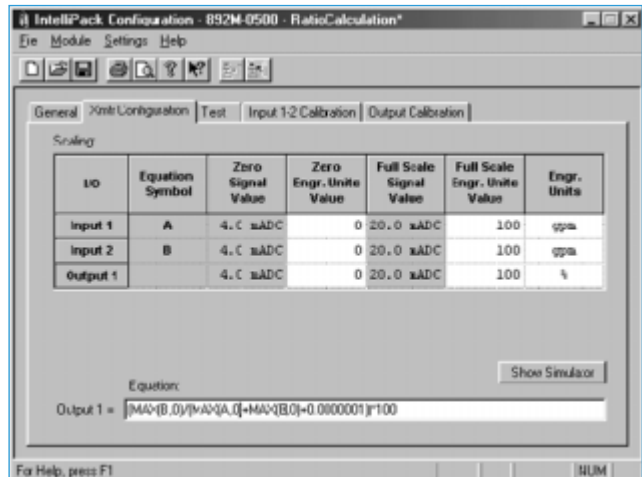 IntelliPack Configuration - 892M-0500 - RatioCalculation*
File Module Settings Help
General Xmtr Configuration Test Input 1-2 Calibration Output Calibration
Scaling:
I/O Equation Symbol Zero Signal Value Zero Engr. Units Value Full Scale Signal Value Full Scale Engr. Units Value Engr. Units
Input 1 A 4.0 mADC 0 20.0 mADC 100 gpm
Input 2 B 4.0 mADC 0 20.0 mADC 100 gpm
Output 1 4.0 mADC 0 20.0 mADC 100 %
Show Simulator
Equation:
Output 1 = (MAX(B,0)/(MAX(A,0)+MAX(B,0)+0.0000001))*100
For Help, press F1 NUM